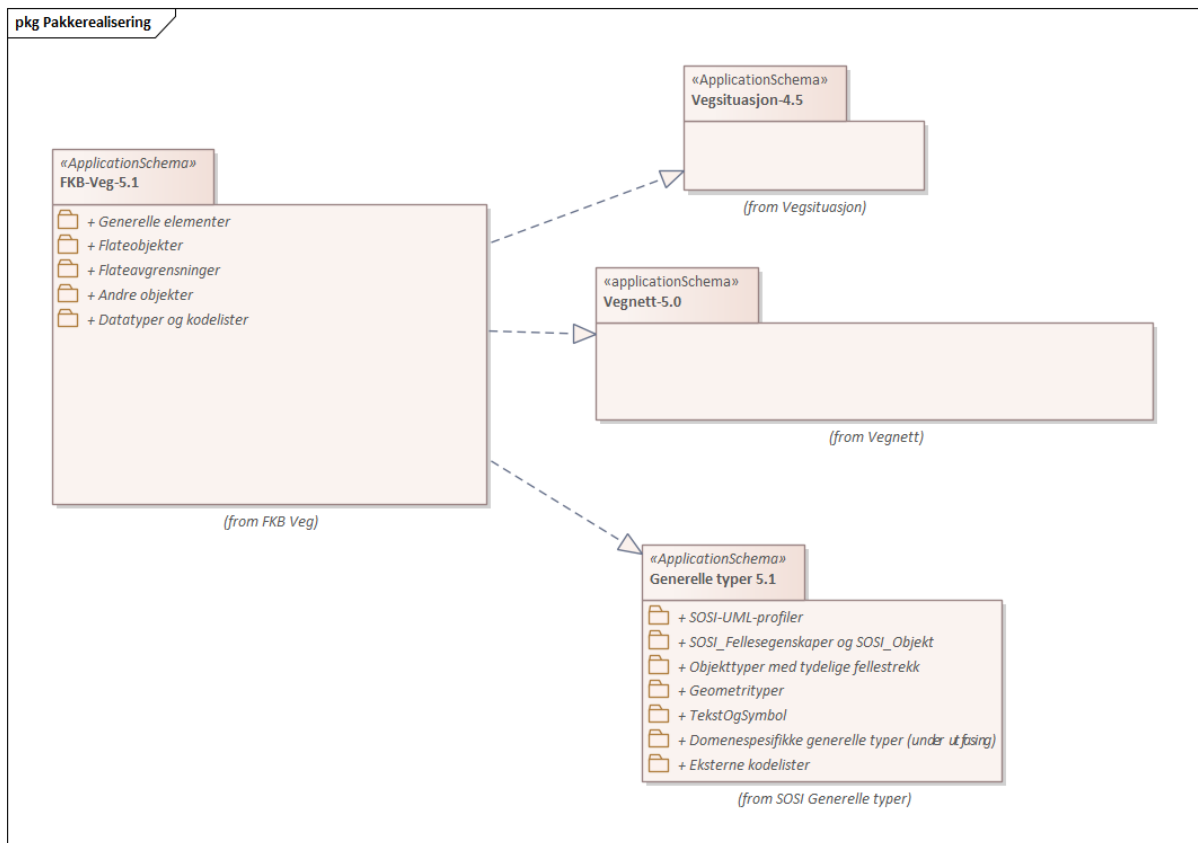 pkg Pakkerealisering
«ApplicationSchema»
Vegsituasjon-4.5
(from Vegsituasjon)
«ApplicationSchema»
FKB-Veg-5.1
+ Generelle elementer
+ Flateobjekter
+ Flateavgrensninger
+ Andre objekter
+ Datatyper og kodelister
(from FKB Veg)
«applicationSchema»
Vegnett-5.0
(from Vegnett)
«ApplicationSchema»
Generelle typer 5.1
+ SOSI-UML-profiler
+ SOSI_Fellesegenskaper og SOSI_Objekt
+ Objekttyper med tydelige fellestrekk
+ Geometrityper
+ TekstOgSymbol
+ Domenespesifikke generelle typer (under utfasing)
+ Eksterne kodelister
(from SOSI Generelle typer)